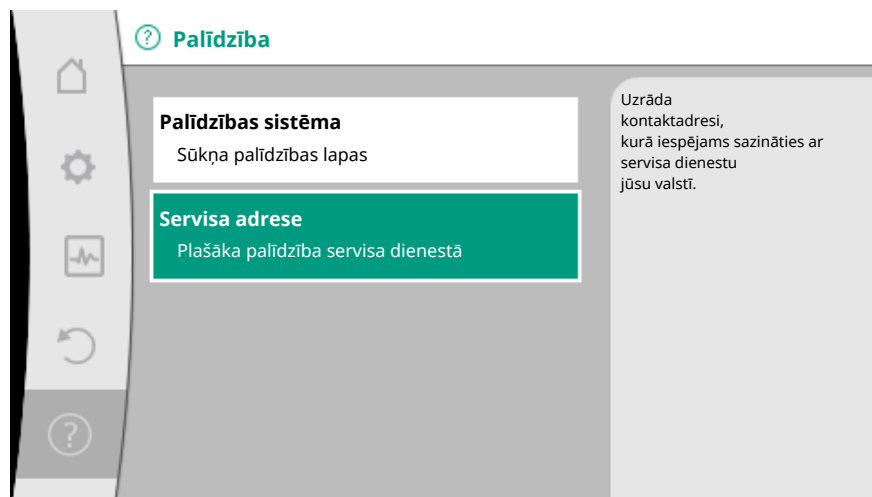 Palīdzība
Palīdzības sistēma
Sūkņa palīdzības lapas
Servisa adrese
Plašāka palīdzība servisa dienestā
Uzrāda
kontaktadresi,
kurā iespējams sazināties ar
servisa dienestu
jūsu valstī.